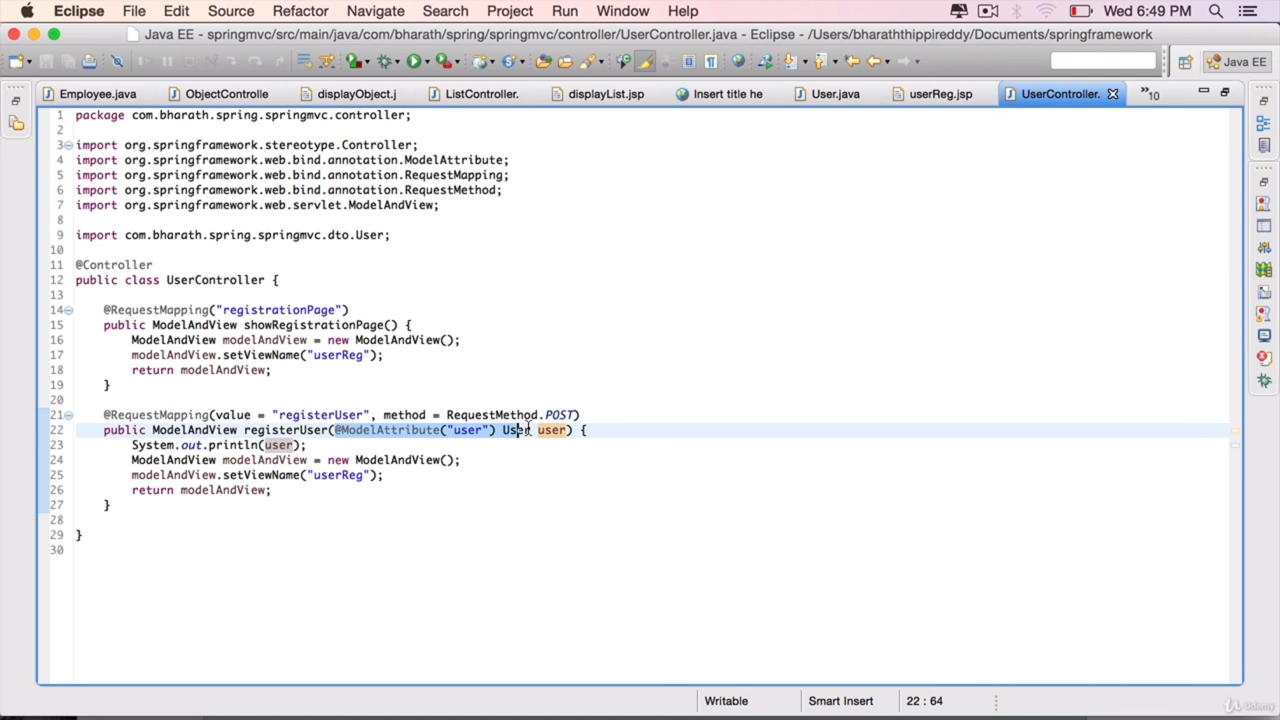 Eclipse File Edit Source Refactor Navigate Search Project Run Window Help Wed 6:49 PM
Java EE - springmvc/src/main/java/com/bharath/spring/springmvc/controller/UserController.java - Eclipse - /Users/bharaththippireddy/Documents/springframework
Java EE
Employee.java ObjectControlle displayObject.j ListController. displayList.jsp Insert title he User.java userReg.jsp UserController. »10
1 package com.bharath.spring.springmvc.controller;
2
3 import org.springframework.stereotype.Controller;
4 import org.springframework.web.bind.annotation.ModelAttribute;
5 import org.springframework.web.bind.annotation.RequestMapping;
6 import org.springframework.web.bind.annotation.RequestMethod;
7 import org.springframework.web.servlet.ModelAndView;
8
9 import com.bharath.spring.springmvc.dto.User;
10
11 @Controller
12 public class UserController {
13
14 @RequestMapping("registrationPage")
15 public ModelAndView showRegistrationPage() {
16 ModelAndView modelAndView = new ModelAndView();
17 modelAndView.setViewName("userReg");
18 return modelAndView;
19 }
20
21 @RequestMapping(value = "registerUser", method = RequestMethod.POST)
22 public ModelAndView registerUser(@ModelAttribute("user") User user) {
23 System.out.println(user);
24 ModelAndView modelAndView = new ModelAndView();
25 modelAndView.setViewName("userReg");
26 return modelAndView;
27 }
28
29 }
30
Writable Smart Insert 22 : 64
Udemy